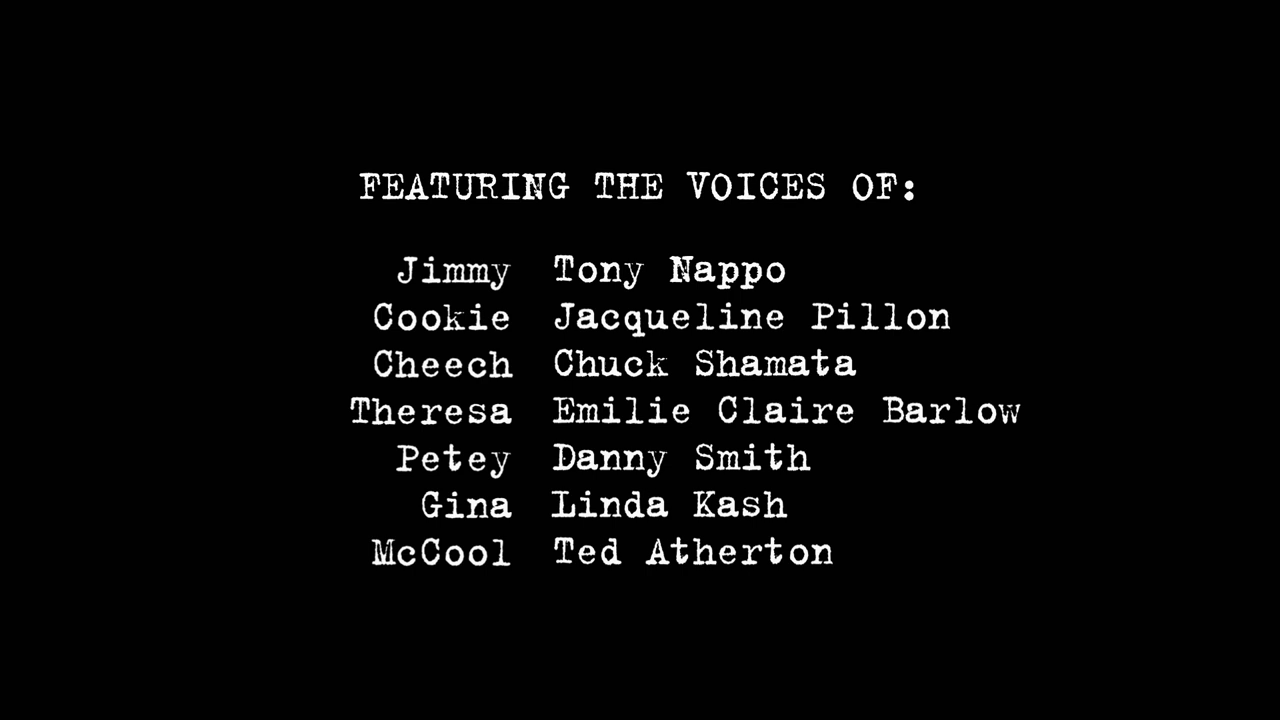 FEATURING THE VOICES OF:
Jimmy Tony Nappo
Cookie Jacqueline Pillon
Cheech Chuck Shamata
Theresa Emilie Claire Barlow
Petey Danny Smith
Gina Linda Kash
McCool Ted Atherton